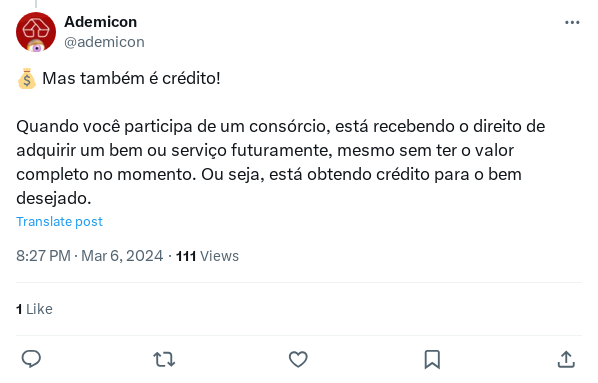 Ademicon
@ademicon
💰 Mas também é crédito!
Quando você participa de um consórcio, está recebendo o direito de
adquirir um bem ou serviço futuramente, mesmo sem ter o valor
completo no momento. Ou seja, está obtendo crédito para o bem
desejado.
Translate post
8:27 PM · Mar 6, 2024 · 111 Views
1 Like